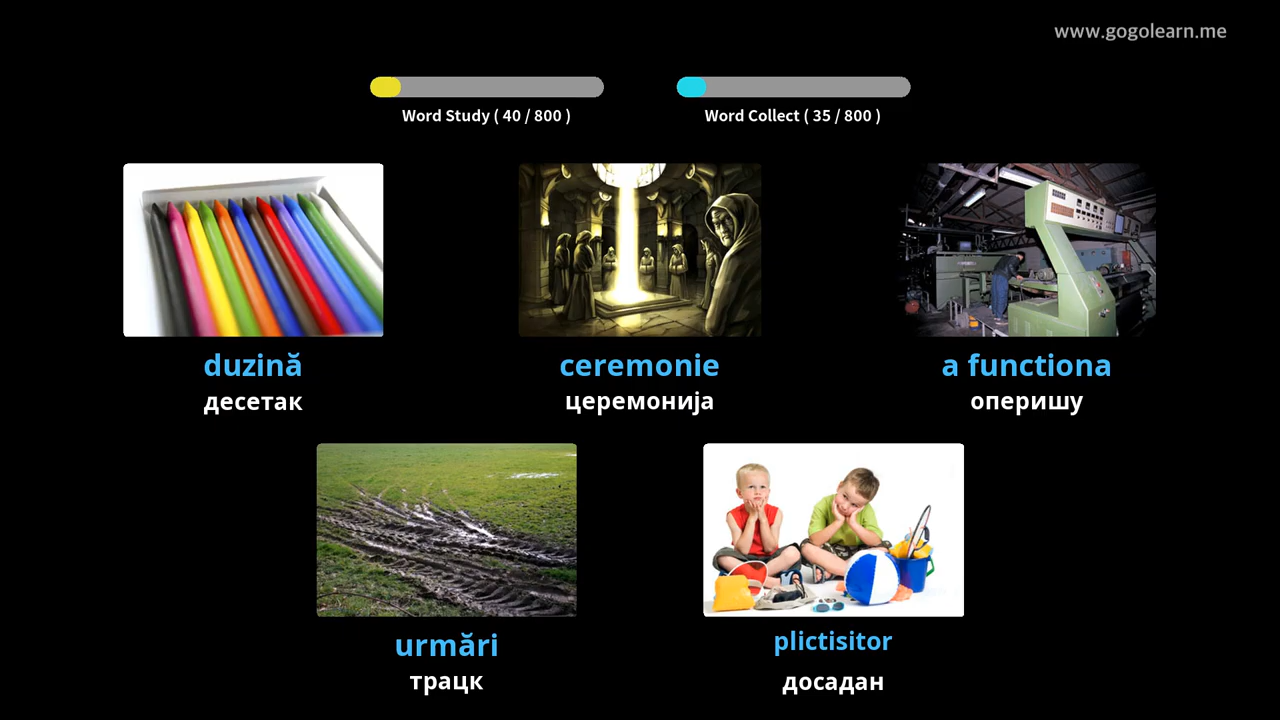 www.gogolearn.me
Word Study ( 40 / 800 )
Word Collect ( 35 / 800 )
duzină
десетак
ceremonie
церемонија
a functiona
оперишу
urmări
трацк
plictisitor
досадан